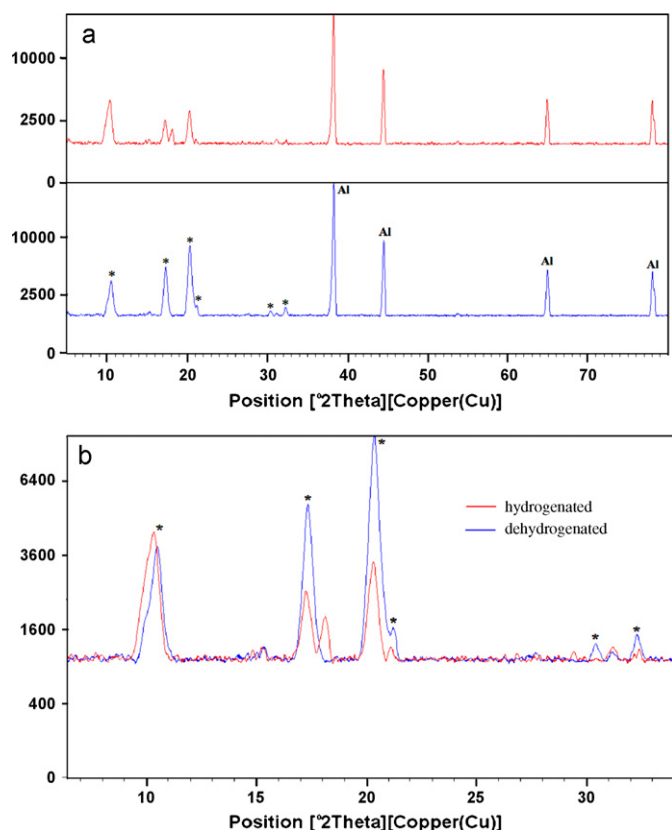 a
10000
2500
0
Al
10000
* * * * * * Al Al Al
2500
0
10 20 30 40 50 60 70
Position [°2Theta][Copper(Cu)]
b
6400
* * * * * *
hydrogenated
dehydrogenated
3600
1600
400
0
10 15 20 25 30
Position [°2Theta][Copper(Cu)]